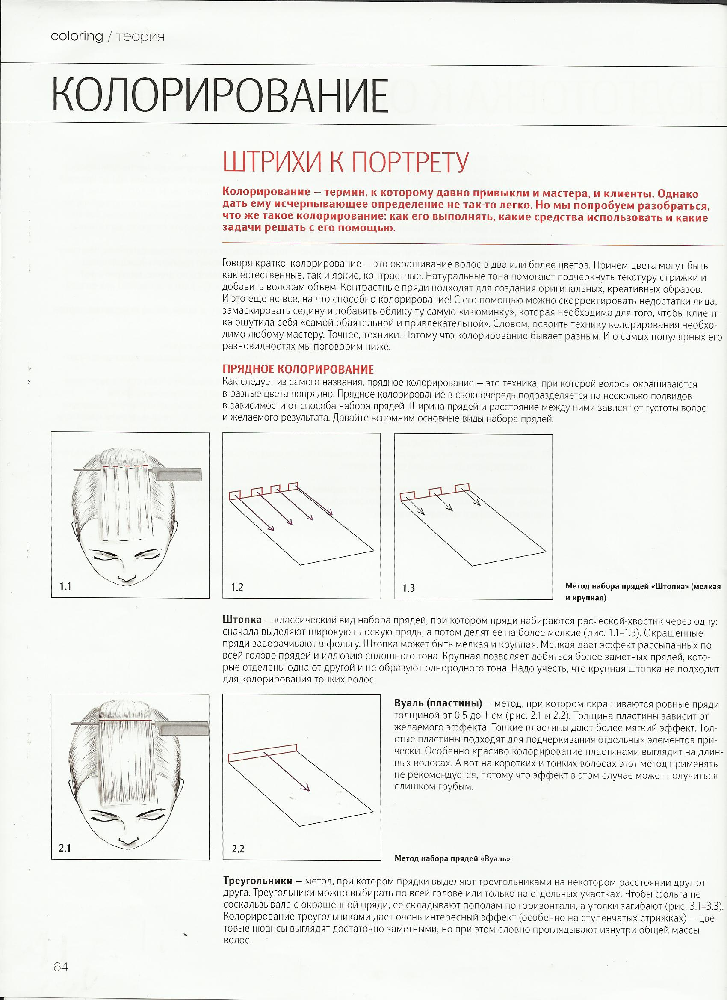 coloring / теория
КОЛОРИРОВАНИЕ
ШТРИХИ К ПОРТРЕТУ
Колорирование – термин, к которому давно привыкли и мастера, и клиенты. Однако
дать ему исчерпывающее определение не так-то легко. Но мы попробуем разобраться,
что же такое колорирование: как его выполнять, какие средства использовать и какие
задачи решать с его помощью.
Говоря кратко, колорирование – это окрашивание волос в два или более цветов. Причем цвета могут быть
как естественные, так и яркие, контрастные. Натуральные тона помогают подчеркнуть текстуру стрижки и
добавить волосам объем. Контрастные пряди подходят для создания оригинальных, креативных образов.
И это еще не все, на что способно колорирование! С его помощью можно скорректировать недостатки лица,
замаскировать седину и добавить облику ту самую «изюминку», которая необходима для того, чтобы клиент-
ка ощутила себя «самой обаятельной и привлекательной». Словом, освоить технику колорирования необхо-
димо любому мастеру. Точнее, техники. Потому что колорирование бывает разным. И о самых популярных его
разновидностях мы поговорим ниже.
ПРЯДНОЕ КОЛОРИРОВАНИЕ
Как следует из самого названия, прядное колорирование – это техника, при которой волосы окрашиваются
в разные цвета попрядно. Прядное колорирование в свою очередь подразделяется на несколько подвидов
в зависимости от способа набора прядей. Ширина прядей и расстояние между ними зависят от густоты волос
и желаемого результата. Давайте вспомним основные виды набора прядей.
1.1
1.2
1.3
Метод набора прядей «Штопка» (мелкая
и крупная)
Штопка – классический вид набора прядей, при котором пряди набираются расческой-хвостик через одну:
сначала выделяют широкую плоскую прядь, а потом делят ее на более мелкие (рис. 1.1–1.3). Окрашенные
пряди заворачивают в фольгу. Штопка может быть мелкая и крупная. Мелкая дает эффект рассыпанных по
всей голове прядей и иллюзию сплошного тона. Крупная позволяет добиться более заметных прядей, кото-
рые отделены одна от другой и не образуют однородного тона. Надо учесть, что крупная штопка не подходит
для колорирования тонких волос.
Вуаль (пластины) – метод, при котором окрашиваются ровные пряди
толщиной от 0,5 до 1 см (рис. 2.1 и 2.2). Толщина пластины зависит от
желаемого эффекта. Тонкие пластины дают более мягкий эффект. Тол-
стые пластины подходят для подчеркивания отдельных элементов при-
чески. Особенно красиво колорирование пластинами выглядит на длин-
ных волосах. А вот на коротких и тонких волосах этот метод применять
не рекомендуется, потому что эффект в этом случае может получиться
слишком грубым.
2.1
2.2
Метод набора прядей «Вуаль»
Треугольники – метод, при котором прядки выделяют треугольниками на некотором расстоянии друг от
друга. Треугольники можно выбирать по всей голове или только на отдельных участках. Чтобы фольга не
соскальзывала с окрашенной пряди, ее складывают пополам по горизонтали, а уголки загибают (рис. 3.1–3.3).
Колорирование треугольниками дает очень интересный эффект (особенно на ступенчатых стрижках) – цве-
товые нюансы выглядят достаточно заметными, но при этом словно проглядывают изнутри общей массы
волос.
64